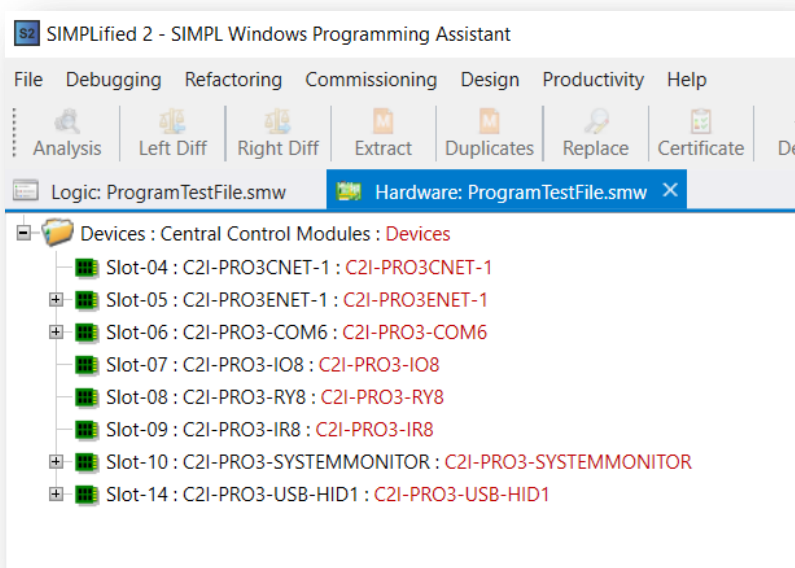 S2 SIMPLified 2 - SIMPL Windows Programming Assistant
File Debugging Refactoring Commissioning Design Productivity Help
Analysis Left Diff Right Diff Extract Duplicates Replace Certificate
Logic: ProgramTestFile.smw Hardware: ProgramTestFile.smw
Devices : Central Control Modules : Devices
Slot-04 : C2I-PRO3CNET-1 : C2I-PRO3CNET-1
Slot-05 : C2I-PRO3ENET-1 : C2I-PRO3ENET-1
Slot-06 : C2I-PRO3-COM6 : C2I-PRO3-COM6
Slot-07 : C2I-PRO3-IO8 : C2I-PRO3-IO8
Slot-08 : C2I-PRO3-RY8 : C2I-PRO3-RY8
Slot-09 : C2I-PRO3-IR8 : C2I-PRO3-IR8
Slot-10 : C2I-PRO3-SYSTEMMONITOR : C2I-PRO3-SYSTEMMONITOR
Slot-14 : C2I-PRO3-USB-HID1 : C2I-PRO3-USB-HID1